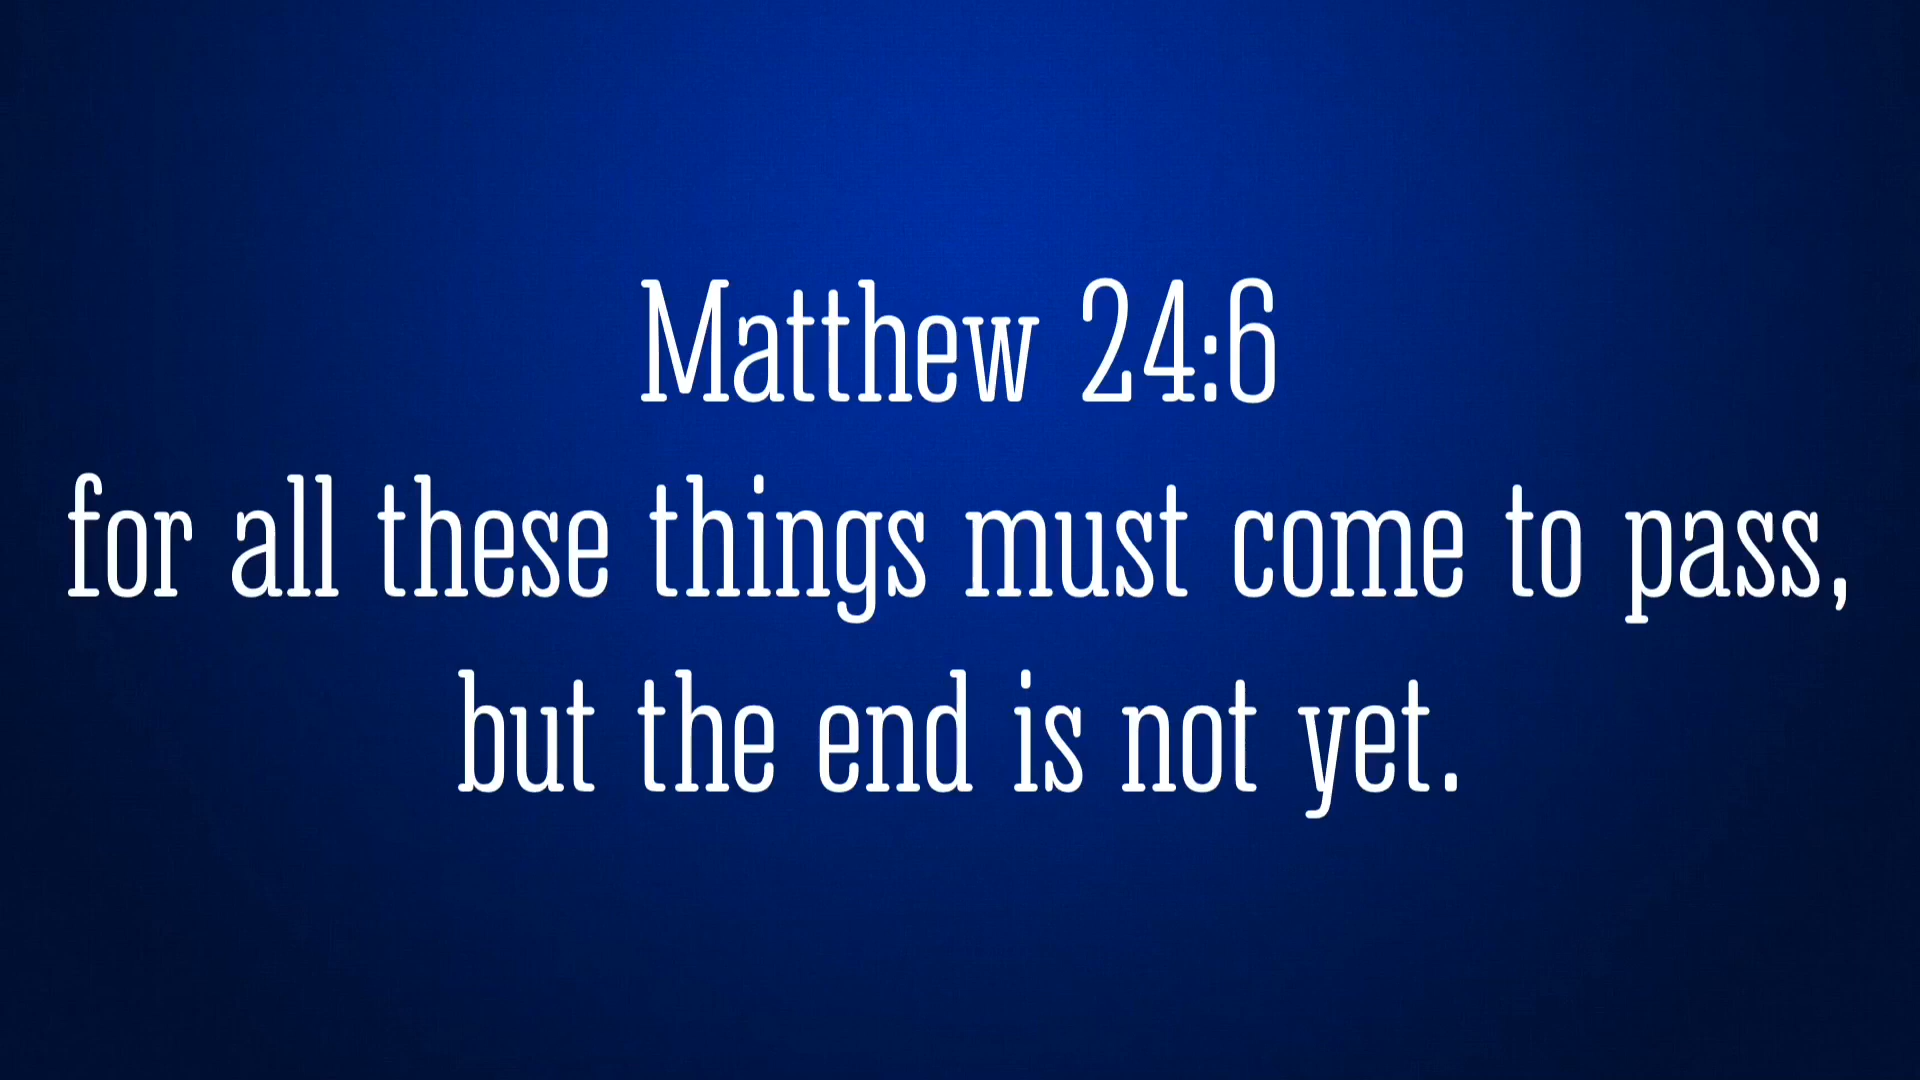 Matthew 24:6
for all these things must come to pass,
but the end is not yet.